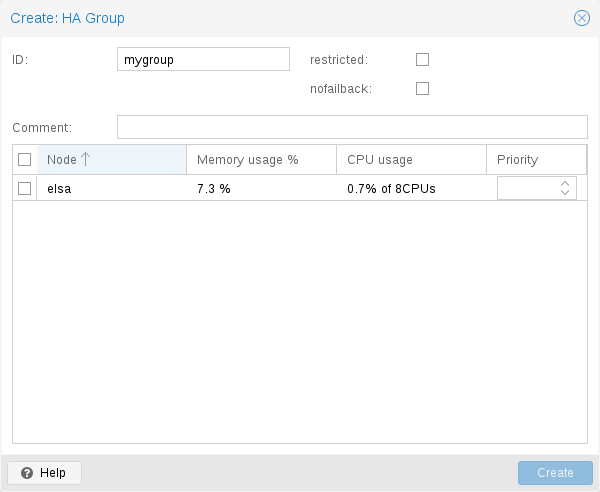 Create: HA Group
ID: mygroup restricted:
nofailback:
Comment:
Node Memory usage % CPU usage Priority
elsa 7.3 % 0.7% of 8CPUs
Help Create